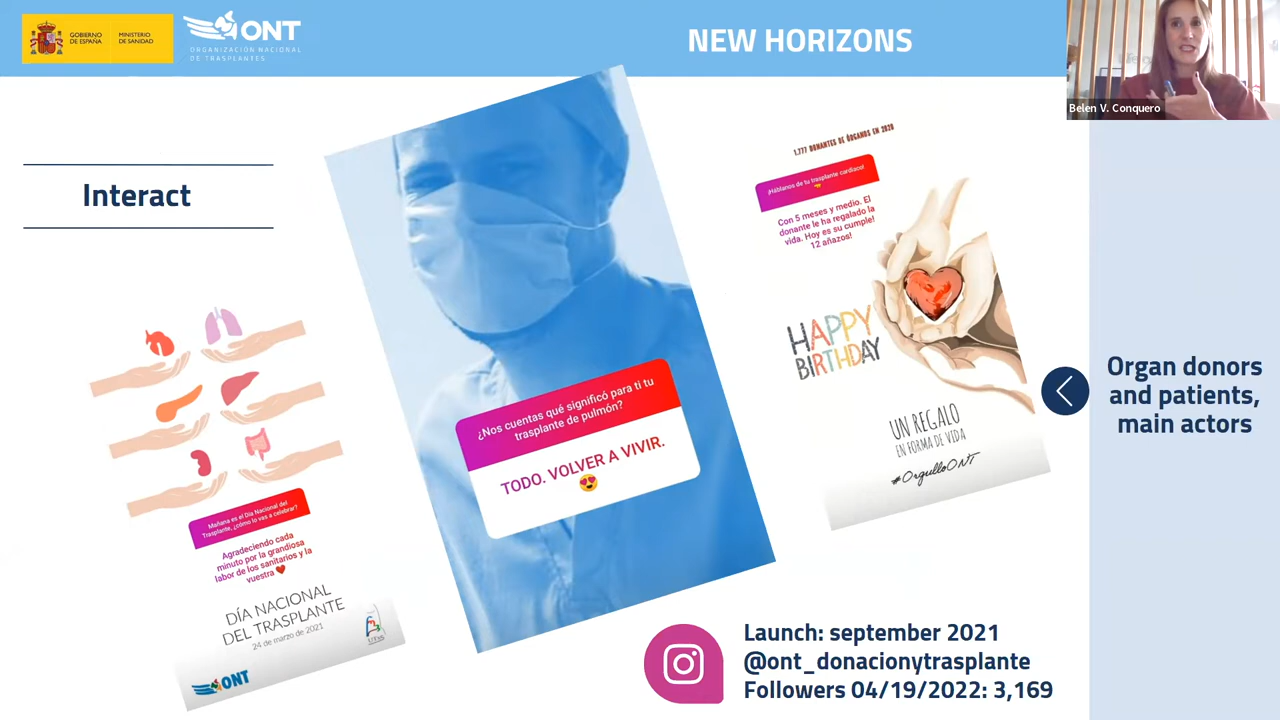 GOBIERNO
DE ESPAÑA
MINISTERIO
DE SANIDAD
ONT
ORGANIZACIÓN NACIONAL
DE TRASPLANTES
NEW HORIZONS
Belen V. Conquero
Interact
Mañana es el Día Nacional del
Trasplante, ¿cómo lo vas a celebrar?
Agradeciendo cada
minuto por la grandiosa
labor de los sanitarios y la
vuestra ❤️
DÍA NACIONAL
DEL TRASPLANTE
24 de marzo de 2021
ONT
¿Nos cuentas qué significó para ti tu
trasplante de pulmón?
TODO. VOLVER A VIVIR.
😍
1.777 DONANTES DE ÓRGANOS EN 2020
¡Háblanos de tu trasplante cardíaco!
Con 5 meses y medio. El
donante le ha regalado la
vida. Hoy es su cumple!
12 añazos!
HAPPY
BIRTHDAY
UN REGALO
EN FORMA DE VIDA
#OrgulloONT
Organ donors
and patients,
main actors
Launch: september 2021
@ont_donacionytrasplante
Followers 04/19/2022: 3,169